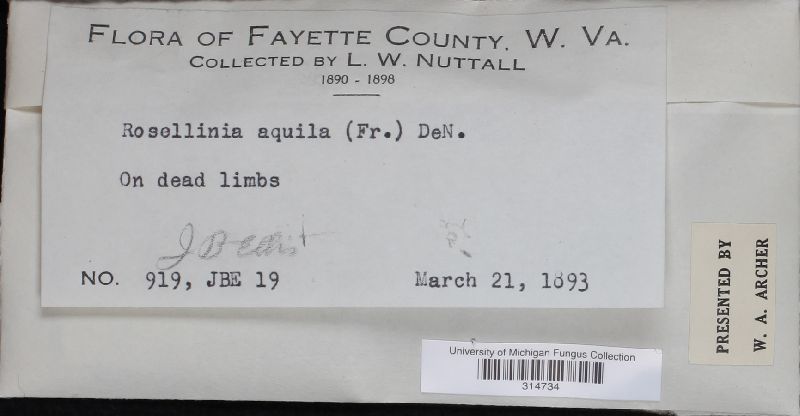 FLORA OF FAYETTE COUNTY, W. VA.
COLLECTED BY L. W. NUTTALL
1890 - 1898
Rosellinia aquila (Fr.) DeN.
On dead limbs
J B Ellis
NO. 919, JBE 19 March 21, 1893
PRESENTED BY
W. A. ARCHER
University of Michigan Fungus Collection
314734